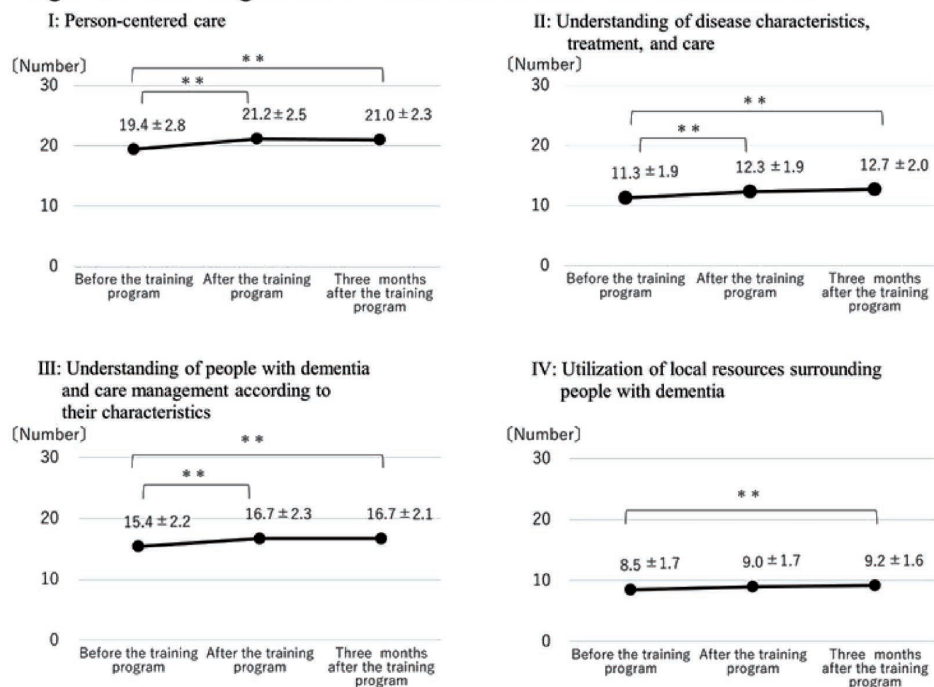 I: Person-centered care
〔Number〕
30
20
10
0
* *
* *
19.4 ± 2.8
21.2 ± 2.5
21.0 ± 2.3
Before the training
program
After the training
program
Three months
after the training
program
II: Understanding of disease characteristics,
treatment, and care
〔Number〕
30
20
10
0
* *
* *
11.3 ± 1.9
12.3 ± 1.9
12.7 ± 2.0
Before the training
program
After the training
program
Three months
after the training
program
III: Understanding of people with dementia
and care management according to
their characteristics
〔Number〕
30
20
10
0
* *
* *
15.4 ± 2.2
16.7 ± 2.3
16.7 ± 2.1
Before the training
program
After the training
program
Three months
after the training
program
IV: Utilization of local resources surrounding
people with dementia
〔Number〕
30
20
10
0
* *
8.5 ± 1.7
9.0 ± 1.7
9.2 ± 1.6
Before the training
program
After the training
program
Three months
after the training
program